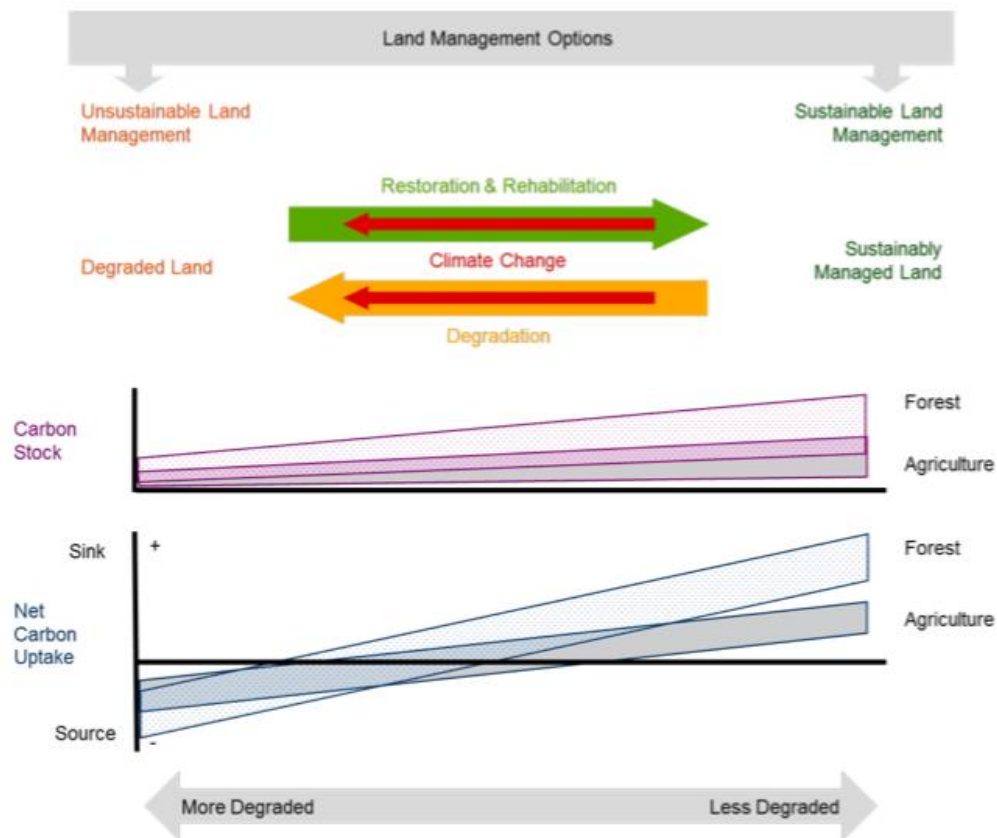 Land Management Options
Unsustainable Land
Management
Sustainable Land
Management
Restoration & Rehabilitation
Degraded Land
Climate Change
Sustainably
Managed Land
Degradation
Carbon
Stock
Forest
Agriculture
Sink
+
Forest
Net
Carbon
Uptake
Agriculture
Source
-
More Degraded
Less Degraded